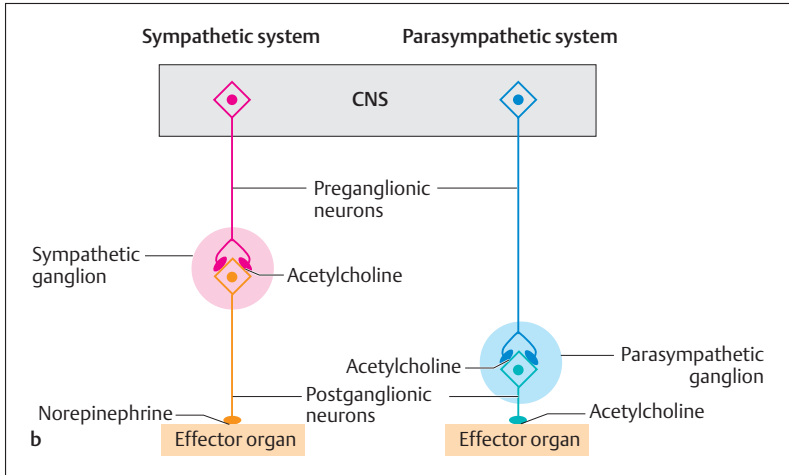 Sympathetic system
Parasympathetic system
CNS
Preganglionic
neurons
Sympathetic
ganglion
Acetylcholine
Acetylcholine
Parasympathetic
ganglion
Postganglionic
neurons
Norepinephrine
Acetylcholine
b
Effector organ
Effector organ